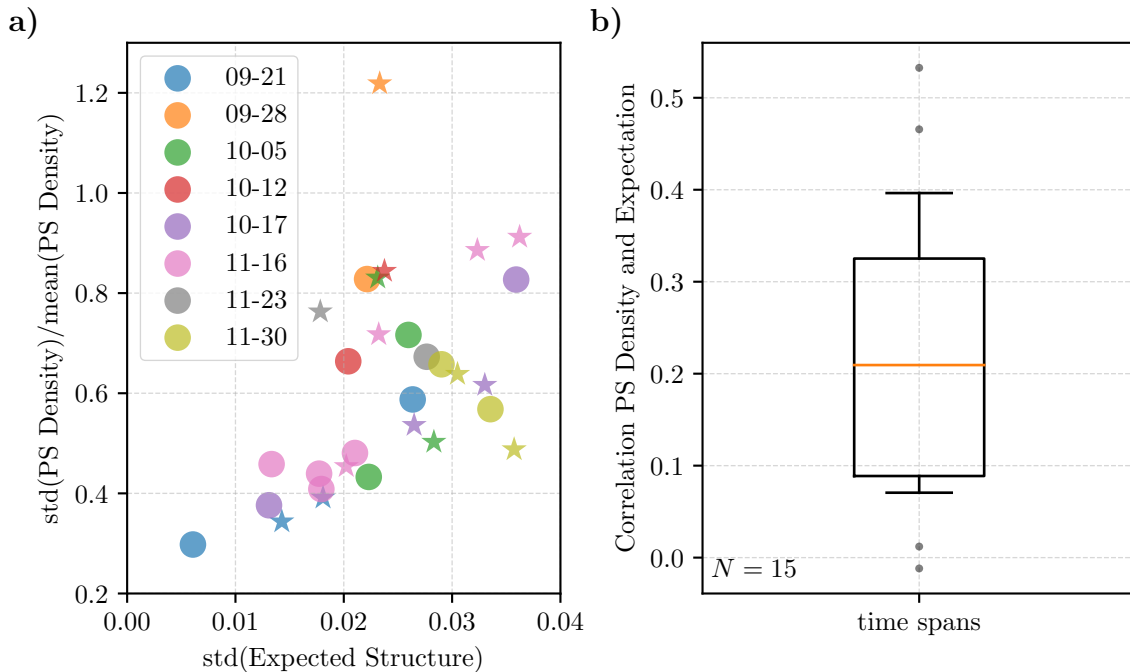 a)
std(PS Density)/mean(PS Density)
1.2
1.0
0.8
0.6
0.4
0.2
09-21
09-28
10-05
10-12
10-17
11-16
11-23
11-30
0.00 0.01 0.02 0.03 0.04
std(Expected Structure)
b)
Correlation PS Density and Expectation
0.5
0.4
0.3
0.2
0.1
0.0
N = 15
time spans